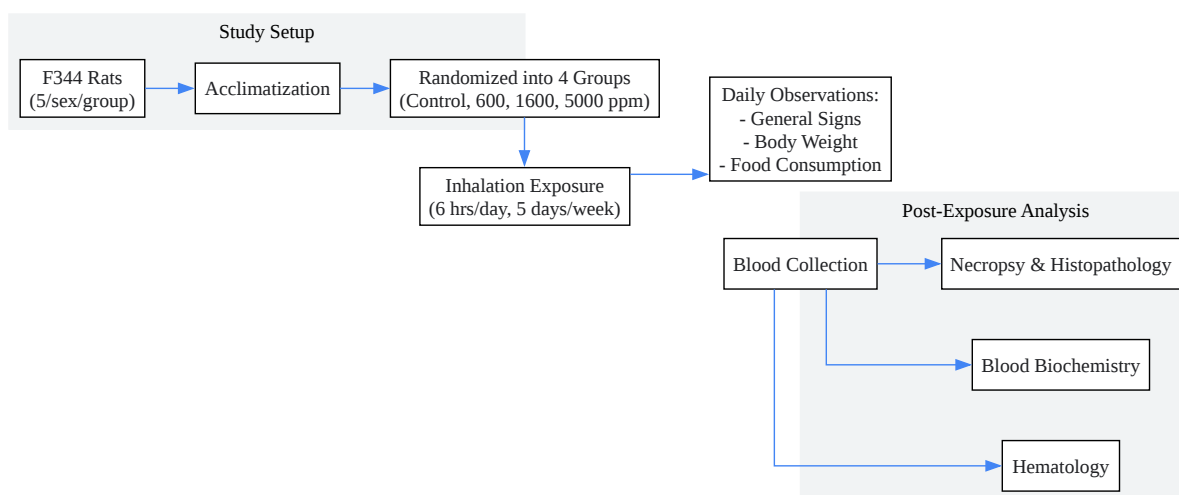 Study Setup
F344 Rats
(5/sex/group)
Acclimatization
Randomized into 4 Groups
(Control, 600, 1600, 5000 ppm)
Daily Observations:
- General Signs
- Body Weight
- Food Consumption
Inhalation Exposure
(6 hrs/day, 5 days/week)
Post-Exposure Analysis
Blood Collection
Necropsy & Histopathology
Blood Biochemistry
Hematology